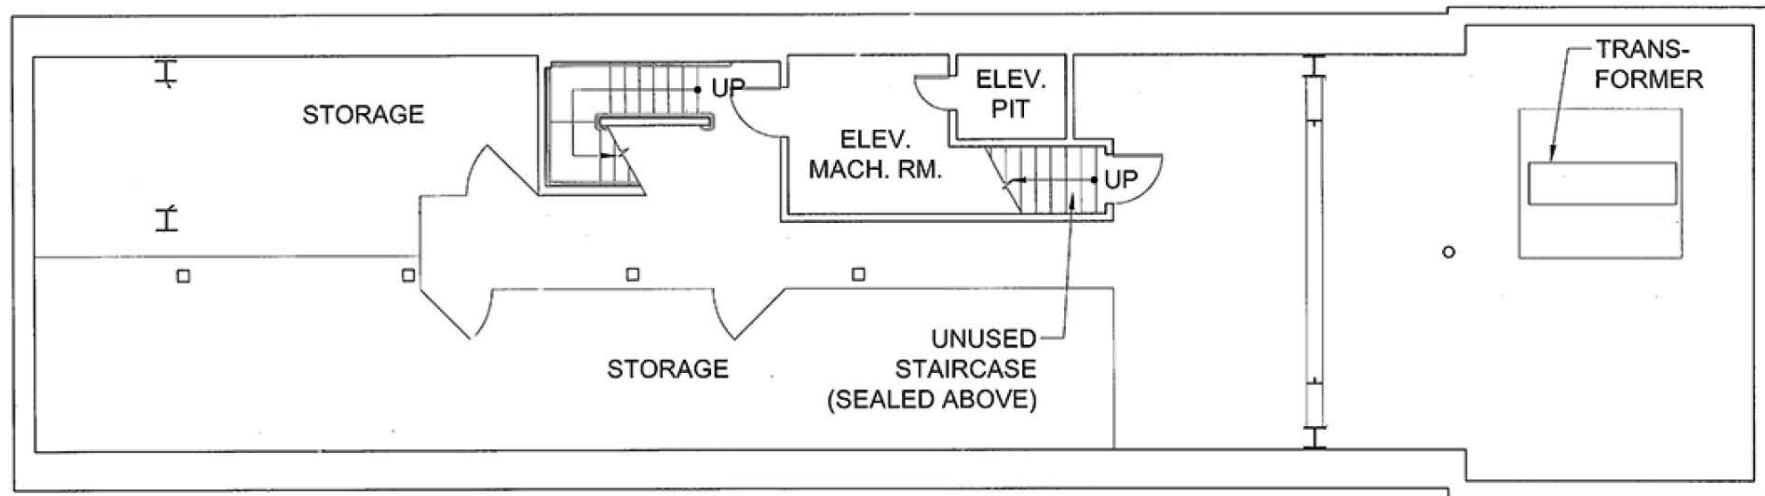 STORAGE
UP
ELEV.
MACH. RM.
ELEV.
PIT
UP
TRANS-
FORMER
STORAGE
UNUSED
STAIRCASE
(SEALED ABOVE)